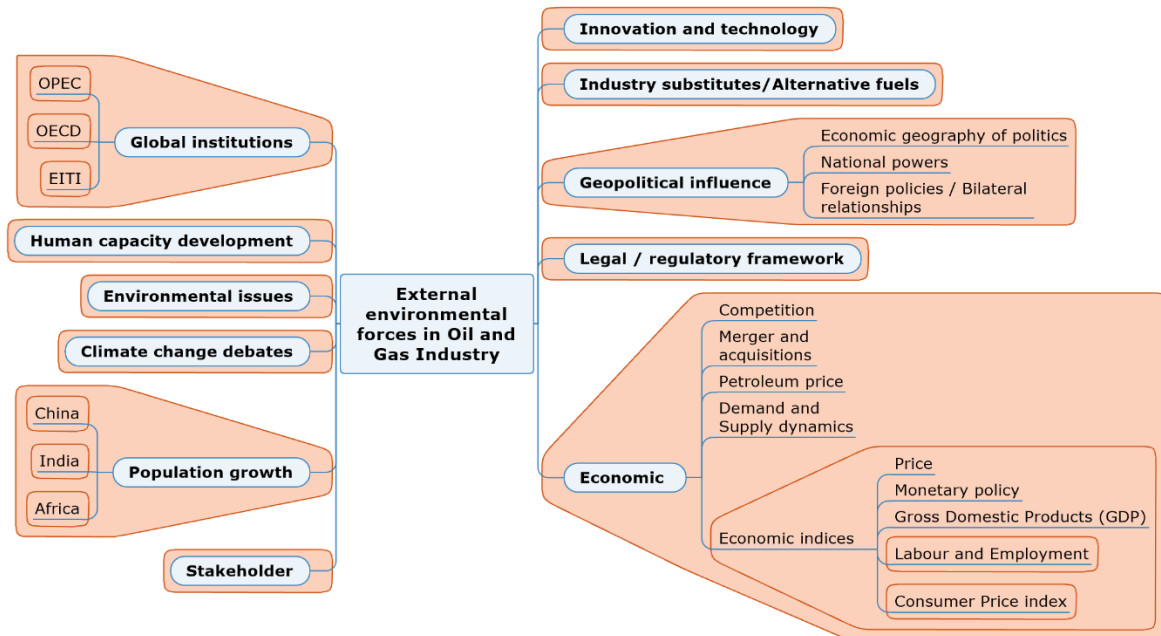 External
environmental
forces in Oil and
Gas Industry
Innovation and technology
Industry substitutes/Alternative fuels
Geopolitical influence
Economic geography of politics
National powers
Foreign policies / Bilateral
relationships
Legal / regulatory framework
Economic
Competition
Merger and
acquisitions
Petroleum price
Demand and
Supply dynamics
Economic indices
Price
Monetary policy
Gross Domestic Products (GDP)
Labour and Employment
Consumer Price index
Global institutions
OPEC
OECD
EITI
Human capacity development
Environmental issues
Climate change debates
Population growth
China
India
Africa
Stakeholder